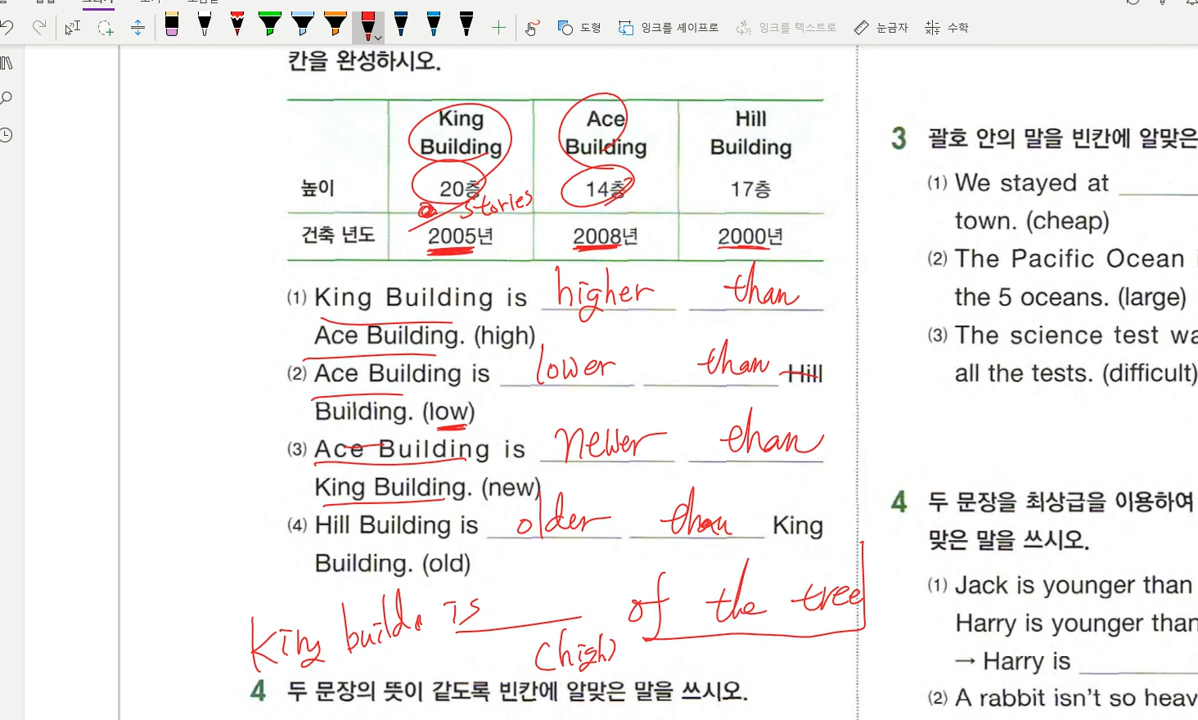 도형
잉크를 셰이프로
잉크를 텍스트로
눈금자
수학
칸을 완성하시오.
King Building
Ace Building
Hill Building
높이 20층 14층 17층
stories
건축 년도 2005년 2008년 2000년
(1) King Building is higher than
Ace Building. (high)
(2) Ace Building is lower than Hill
Building. (low)
(3) Ace Building is newer than
King Building. (new)
(4) Hill Building is older than King
Building. (old)
King is of the tree
(high)
4 두 문장의 뜻이 같도록 빈칸에 알맞은 말을 쓰시오.
3 괄호 안의 말을 빈칸에 알맞은
(1) We stayed at
town. (cheap)
(2) The Pacific Ocean
the 5 oceans. (large)
(3) The science test wa
all the tests. (difficult)
4 두 문장을 최상급을 이용하여
맞은 말을 쓰시오.
(1) Jack is younger than
Harry is younger than
→ Harry is
(2) A rabbit isn't so heav